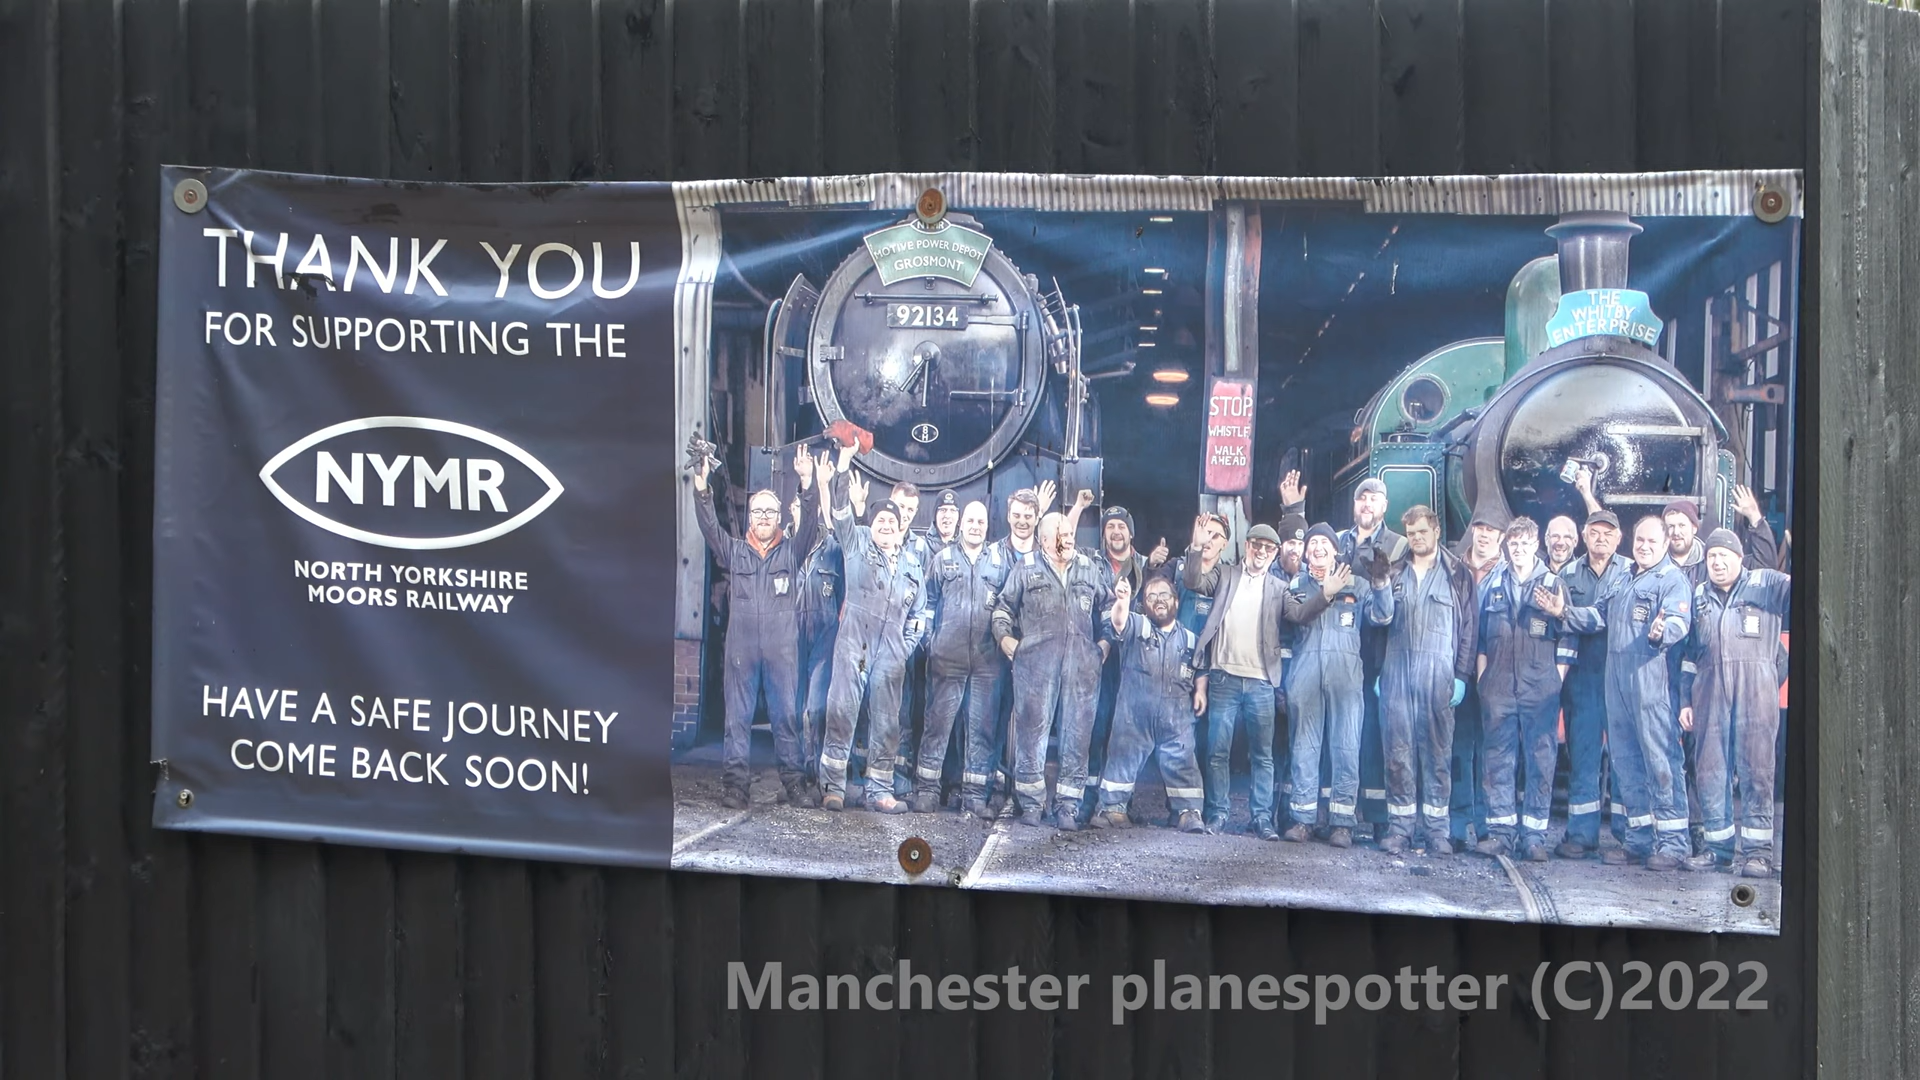 THANK YOU
FOR SUPPORTING THE
NYMR
NORTH YORKSHIRE
MOORS RAILWAY
HAVE A SAFE JOURNEY
COME BACK SOON!
NYMR
MOTIVE POWER DEPOT
GROSMONT
92134
STOP
WHISTLE
WALK
AHEAD
THE
WHITBY
ENTERPRISE
Manchester planespotter (C)2022